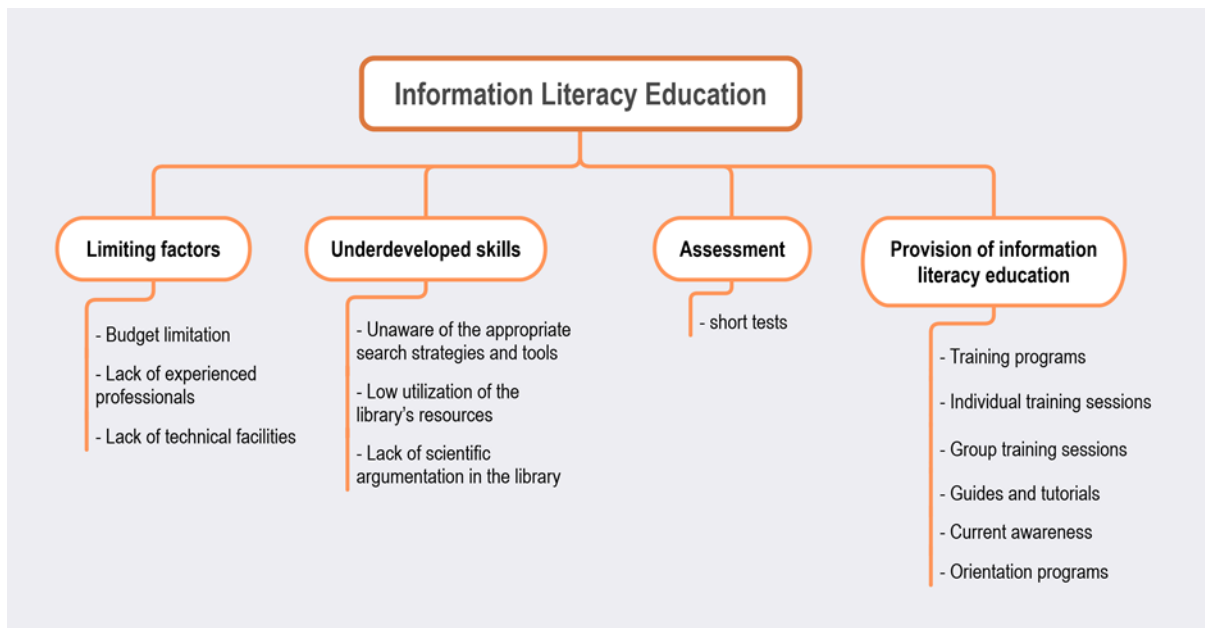 Information Literacy Education
Limiting factors
- Budget limitation
- Lack of experienced
professionals
- Lack of technical facilities
Underdeveloped skills
- Unaware of the appropriate
search strategies and tools
- Low utilization of the
library's resources
- Lack of scientific
argumentation in the library
Assessment
- short tests
Provision of information
literacy education
- Training programs
- Individual training sessions
- Group training sessions
- Guides and tutorials
- Current awareness
- Orientation programs